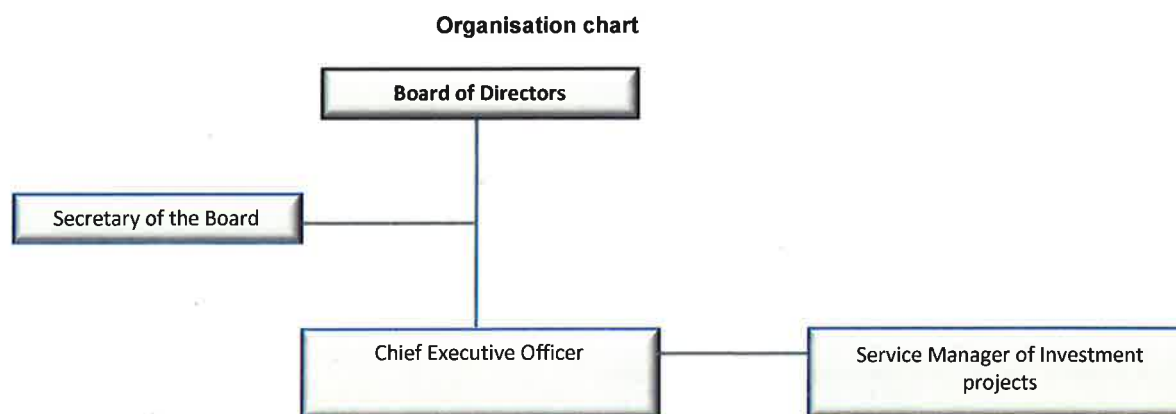 Organisation chart
Board of Directors
Secretary of the Board
Chief Executive Officer
Service Manager of Investment
projects